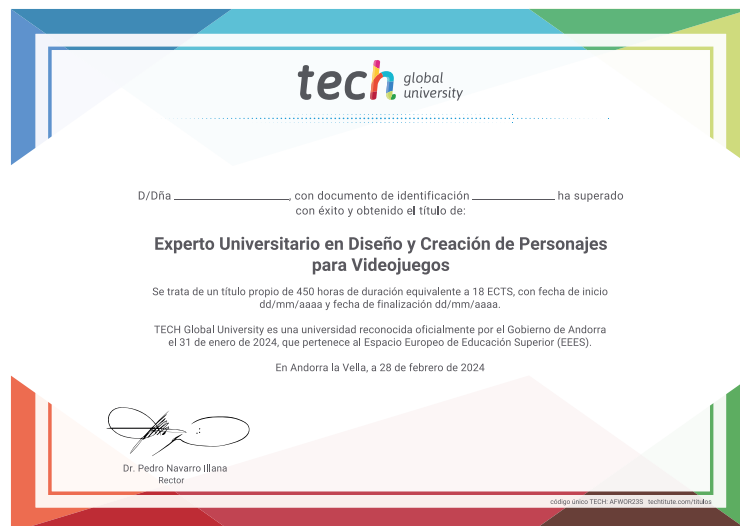 tech global
university
D/Dña ______________, con documento de identificación __________ ha superado
con éxito y obtenido el título de:
Experto Universitario en Diseño y Creación de Personajes
para Videojuegos
Se trata de un título propio de 450 horas de duración equivalente a 18 ECTS, con fecha de inicio
dd/mm/aaaa y fecha de finalización dd/mm/aaaa.
TECH Global University es una universidad reconocida oficialmente por el Gobierno de Andorra
el 31 de enero de 2024, que pertenece al Espacio Europeo de Educación Superior (EEES).
En Andorra la Vella, a 28 de febrero de 2024
Dr. Pedro Navarro Illana
Rector
código único TECH: AFWOR23S techtitute.com/titulos